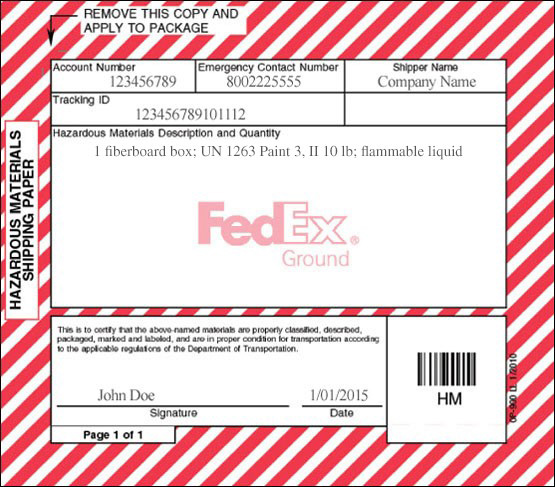 REMOVE THIS COPY AND
APPLY TO PACKAGE
Account Number
123456789
Emergency Contact Number
8002225555
Shipper Name
Company Name
Tracking ID
123456789101112
Hazardous Materials Description and Quantity
1 fiberboard box; UN 1263 Paint 3, II 10 lb; flammable liquid
FedEx®
Ground
HAZARDOUS MATERIALS
SHIPPING PAPER
This is to certify that the above-named materials are properly classified, described,
packaged, marked and labeled, and are in proper condition for transportation according
to the applicable regulations of the Department of Transportation.
John Doe
1/01/2015
Signature
Date
Page 1 of 1
HM
OP-900 D 1/2010